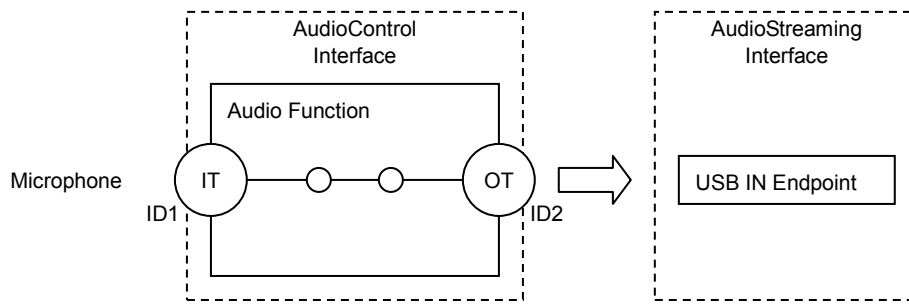 AudioControl
Interface
AudioStreaming
Interface
Audio Function
Microphone
IT
OT
USB IN Endpoint
ID1
ID2